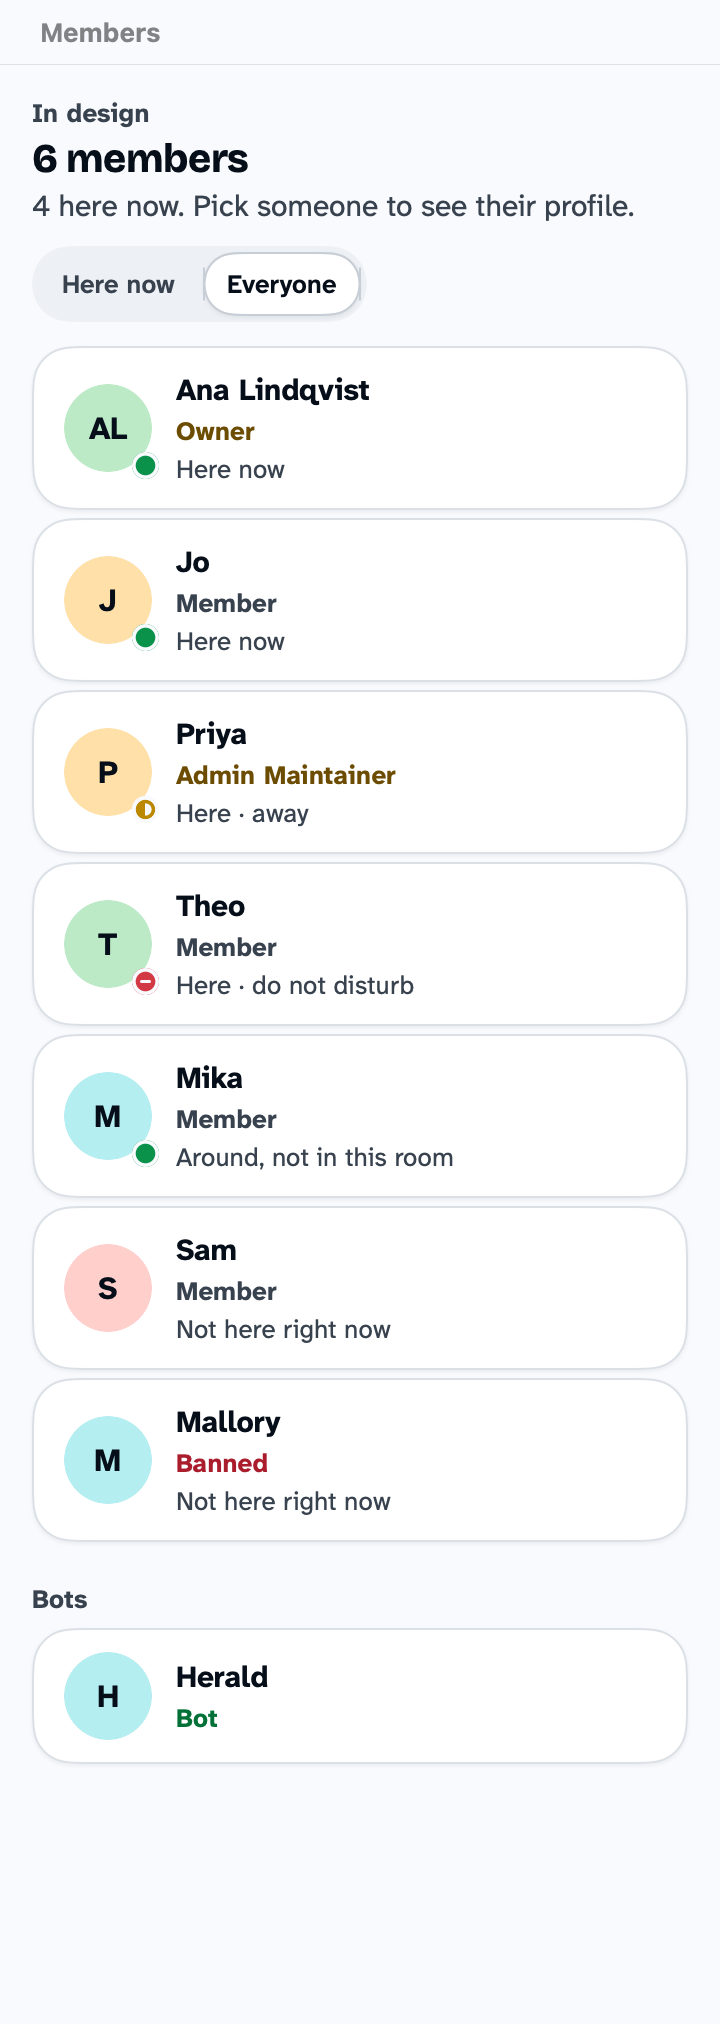 Members
In design
6 members
4 here now. Pick someone to see their profile.
Here now
Everyone
AL
Ana Lindqvist
Owner
Here now
J
Jo
Member
Here now
P
Priya
Admin Maintainer
Here · away
T
Theo
Member
Here · do not disturb
M
Mika
Member
Around, not in this room
S
Sam
Member
Not here right now
M
Mallory
Banned
Not here right now
Bots
H
Herald
Bot